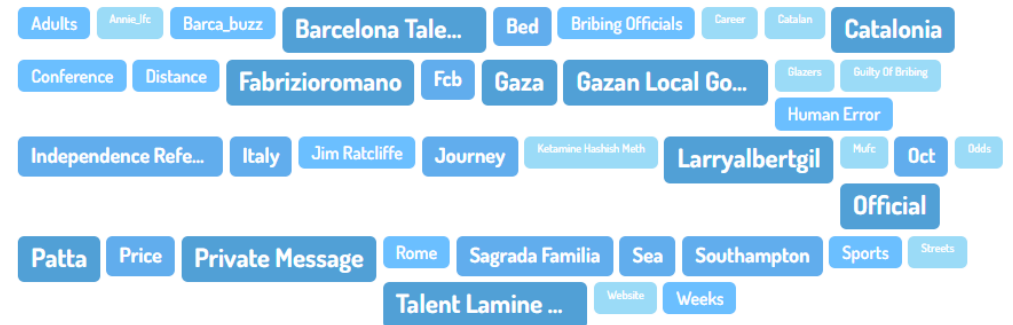 Adults Annie_lfc Barca_buzz Barcelona Tale... Bed Bribing Officials Career Catalan Catalonia
Conference Distance Fabrizioromano Fcb Gaza Gazan Local Go... Glazers Guilty Of Bribing
Human Error
Independence Refe... Italy Jim Ratcliffe Journey Ketamine Hashish Meth Larryalbertgil Mufc Oct Odds
Official
Patta Price Private Message Rome Sagrada Familia Sea Southampton Sports Streets
Talent Lamine ... Website Weeks